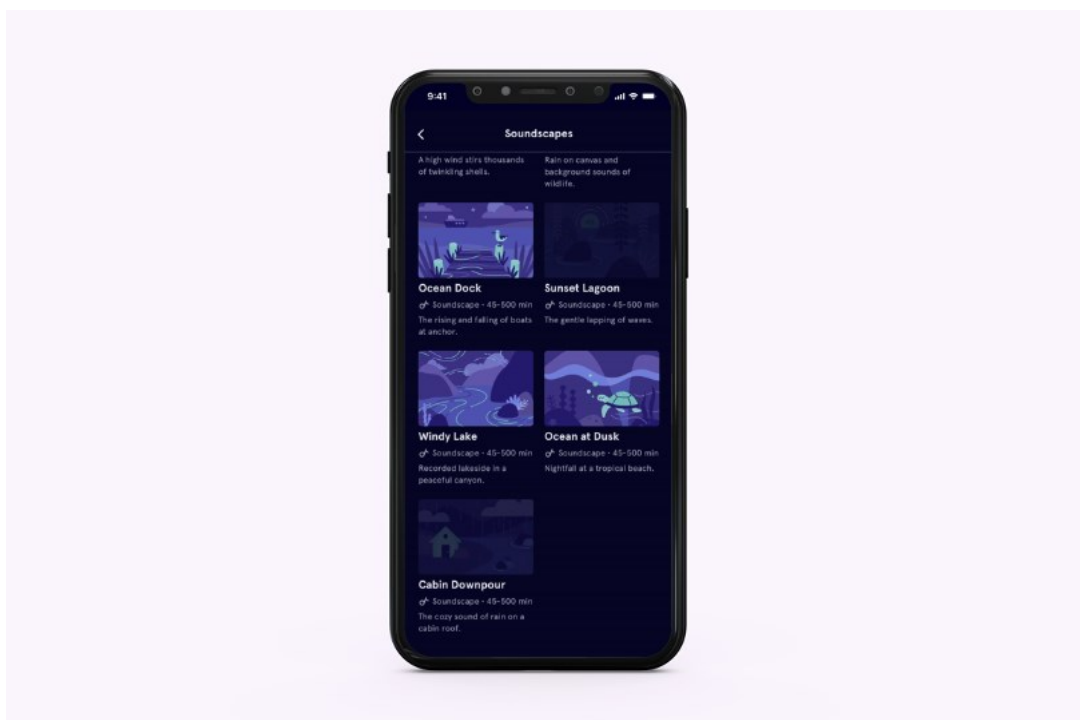 9:41
Soundscapes
A high wind stirs thousands
of twinkling shells.
Rain on canvas and
background sounds of
wildlife.
Ocean Dock
Soundscape - 45-500 min
The rising and falling of boats
at anchor.
Sunset Lagoon
Soundscape - 45-500 min
The gentle lapping of waves.
Windy Lake
Soundscape - 45-500 min
Recorded lakeside in a
peaceful canyon.
Ocean at Dusk
Soundscape - 45-500 min
Nightfall at a tropical beach.
Cabin Downpour
Soundscape - 45-500 min
The cozy sound of rain on a
cabin roof.